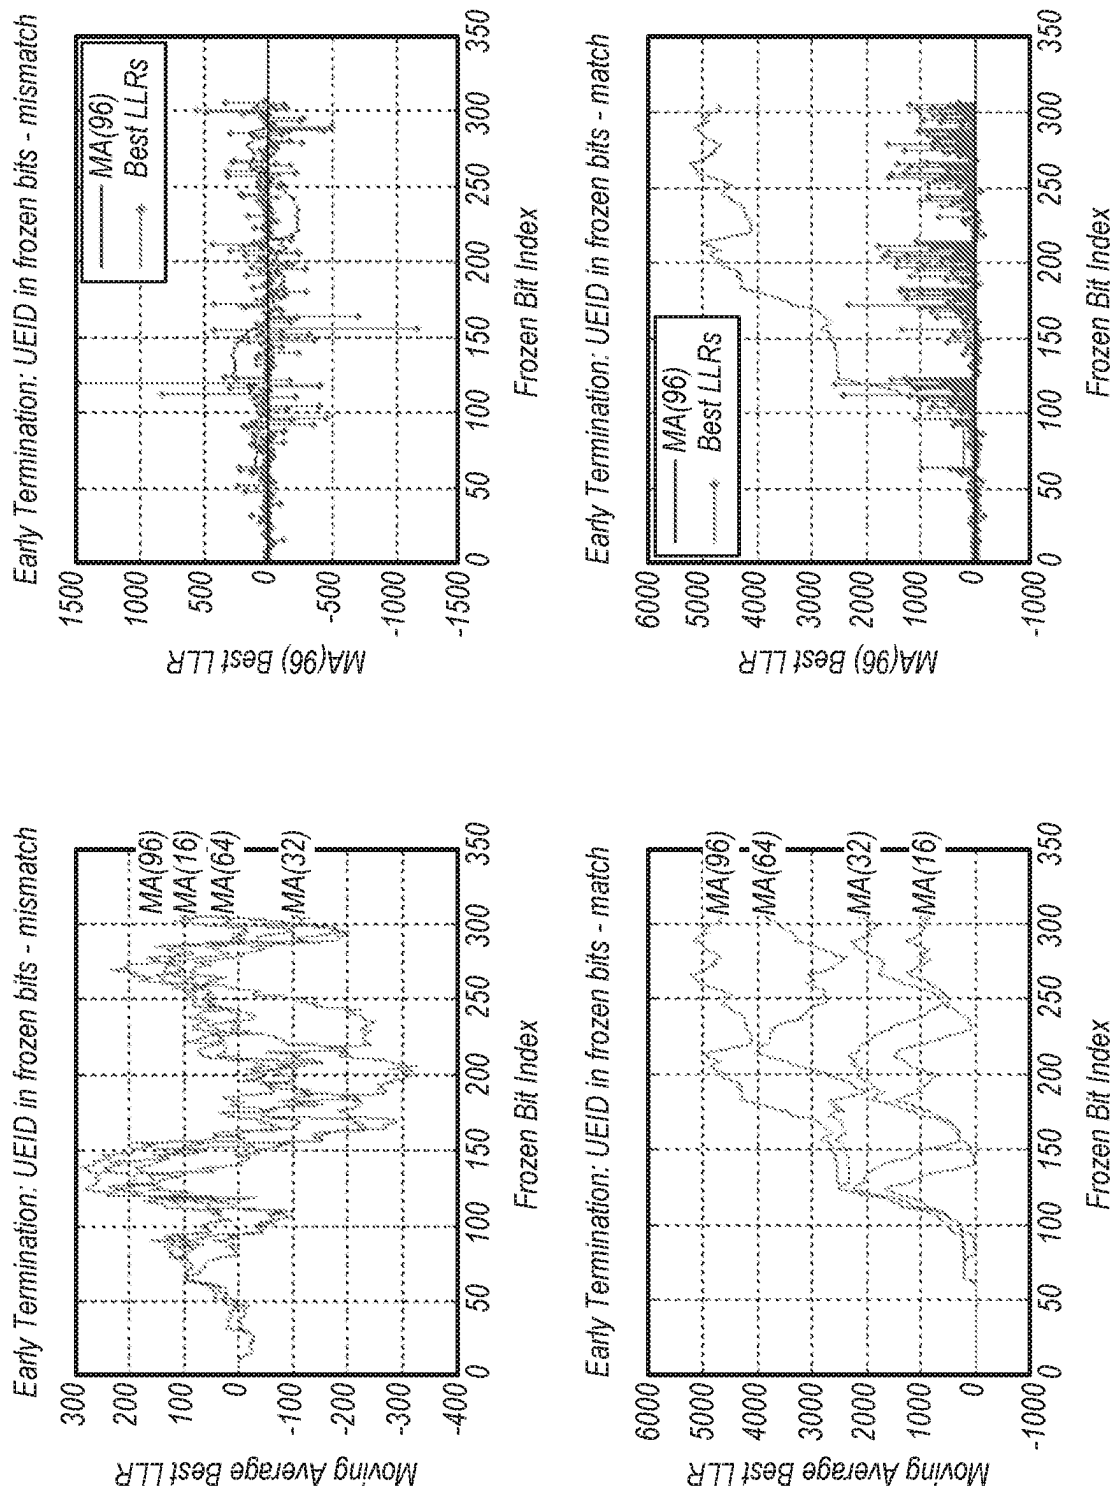 Early Termination: UEID in frozen bits - mismatch
Moving Average Best LLR
300
200
100
0
-100
-200
-300
-400
MA(96)
MA(16)
MA(64)
MA(32)
0
50
100
150
200
250
300
350
Frozen Bit Index
Early Termination: UEID in frozen bits - mismatch
MA(96) Best LLR
1500
1000
500
0
-500
-1000
-1500
MA(96)
Best LLRs
0
50
100
150
200
250
300
350
Frozen Bit Index
Early Termination: UEID in frozen bits - match
Moving Average Best LLR
6000
5000
4000
3000
2000
1000
0
-1000
MA(96)
MA(64)
MA(32)
MA(16)
0
50
100
150
200
250
300
350
Frozen Bit Index
Early Termination: UEID in frozen bits - match
MA(96) Best LLR
6000
5000
4000
3000
2000
1000
0
-1000
MA(96)
Best LLRs
0
50
100
150
200
250
300
350
Frozen Bit Index